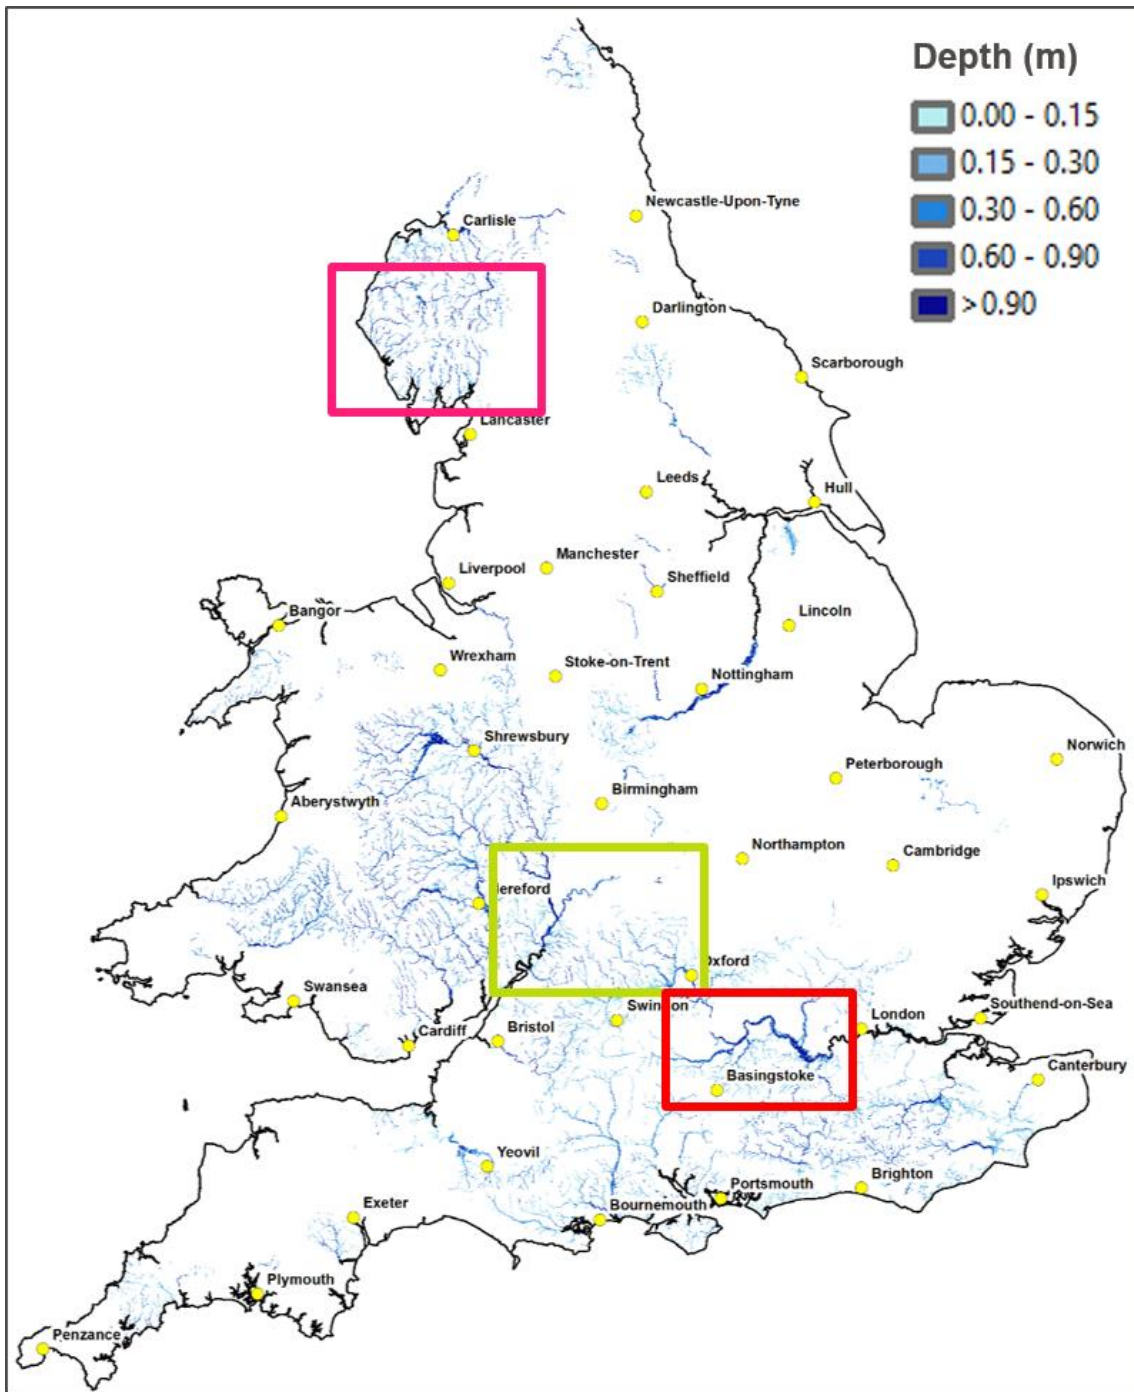 Depth (m)
0.00 - 0.15
0.15 - 0.30
0.30 - 0.60
0.60 - 0.90
>0.90
Newcastle-Upon-Tyne
Carlisle
Darlington
Scarborough
Lancaster
Leeds
Hull
Manchester
Liverpool
Sheffield
Bangor
Lincoln
Wrexham
Stoke-on-Trent
Nottingham
Shrewsbury
Norwich
Peterborough
Birmingham
Aberystwyth
Northampton
Cambridge
Ipswich
Hereford
Oxford
Swansea
Swindon
Southend-on-Sea
London
Cardiff
Bristol
Canterbury
Basingstoke
Yeovil
Brighton
Portsmouth
Exeter
Bournemouth
Plymouth
Penzance